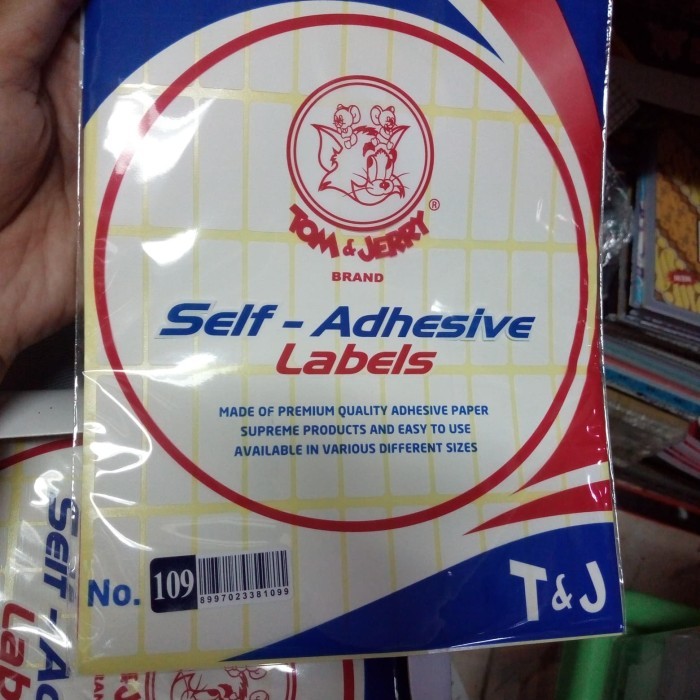 TOM & JERRY ®
BRAND
Self - Adhesive
Labels
MADE OF PREMIUM QUALITY ADHESIVE PAPER
SUPREME PRODUCTS AND EASY TO USE
AVAILABLE IN VARIOUS DIFFERENT SIZES
No. 109
8997023381099
T & J
Self - Ad
Lab